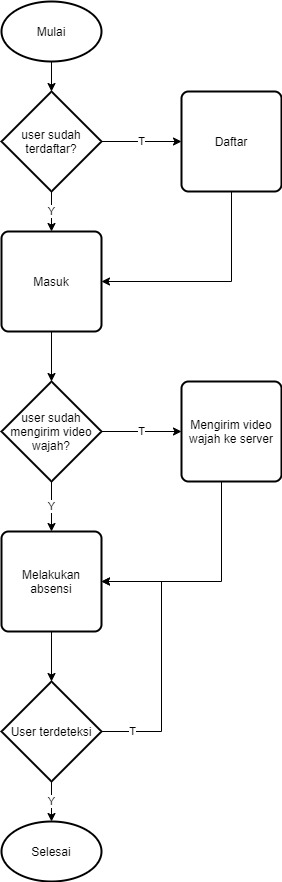 Mulai
user sudah
terdaftar?
T
Daftar
Y
Masuk
user sudah
mengirim video
wajah?
T
Mengirim video
wajah ke server
Y
Melakukan
absensi
User terdeteksi
T
Y
Selesai